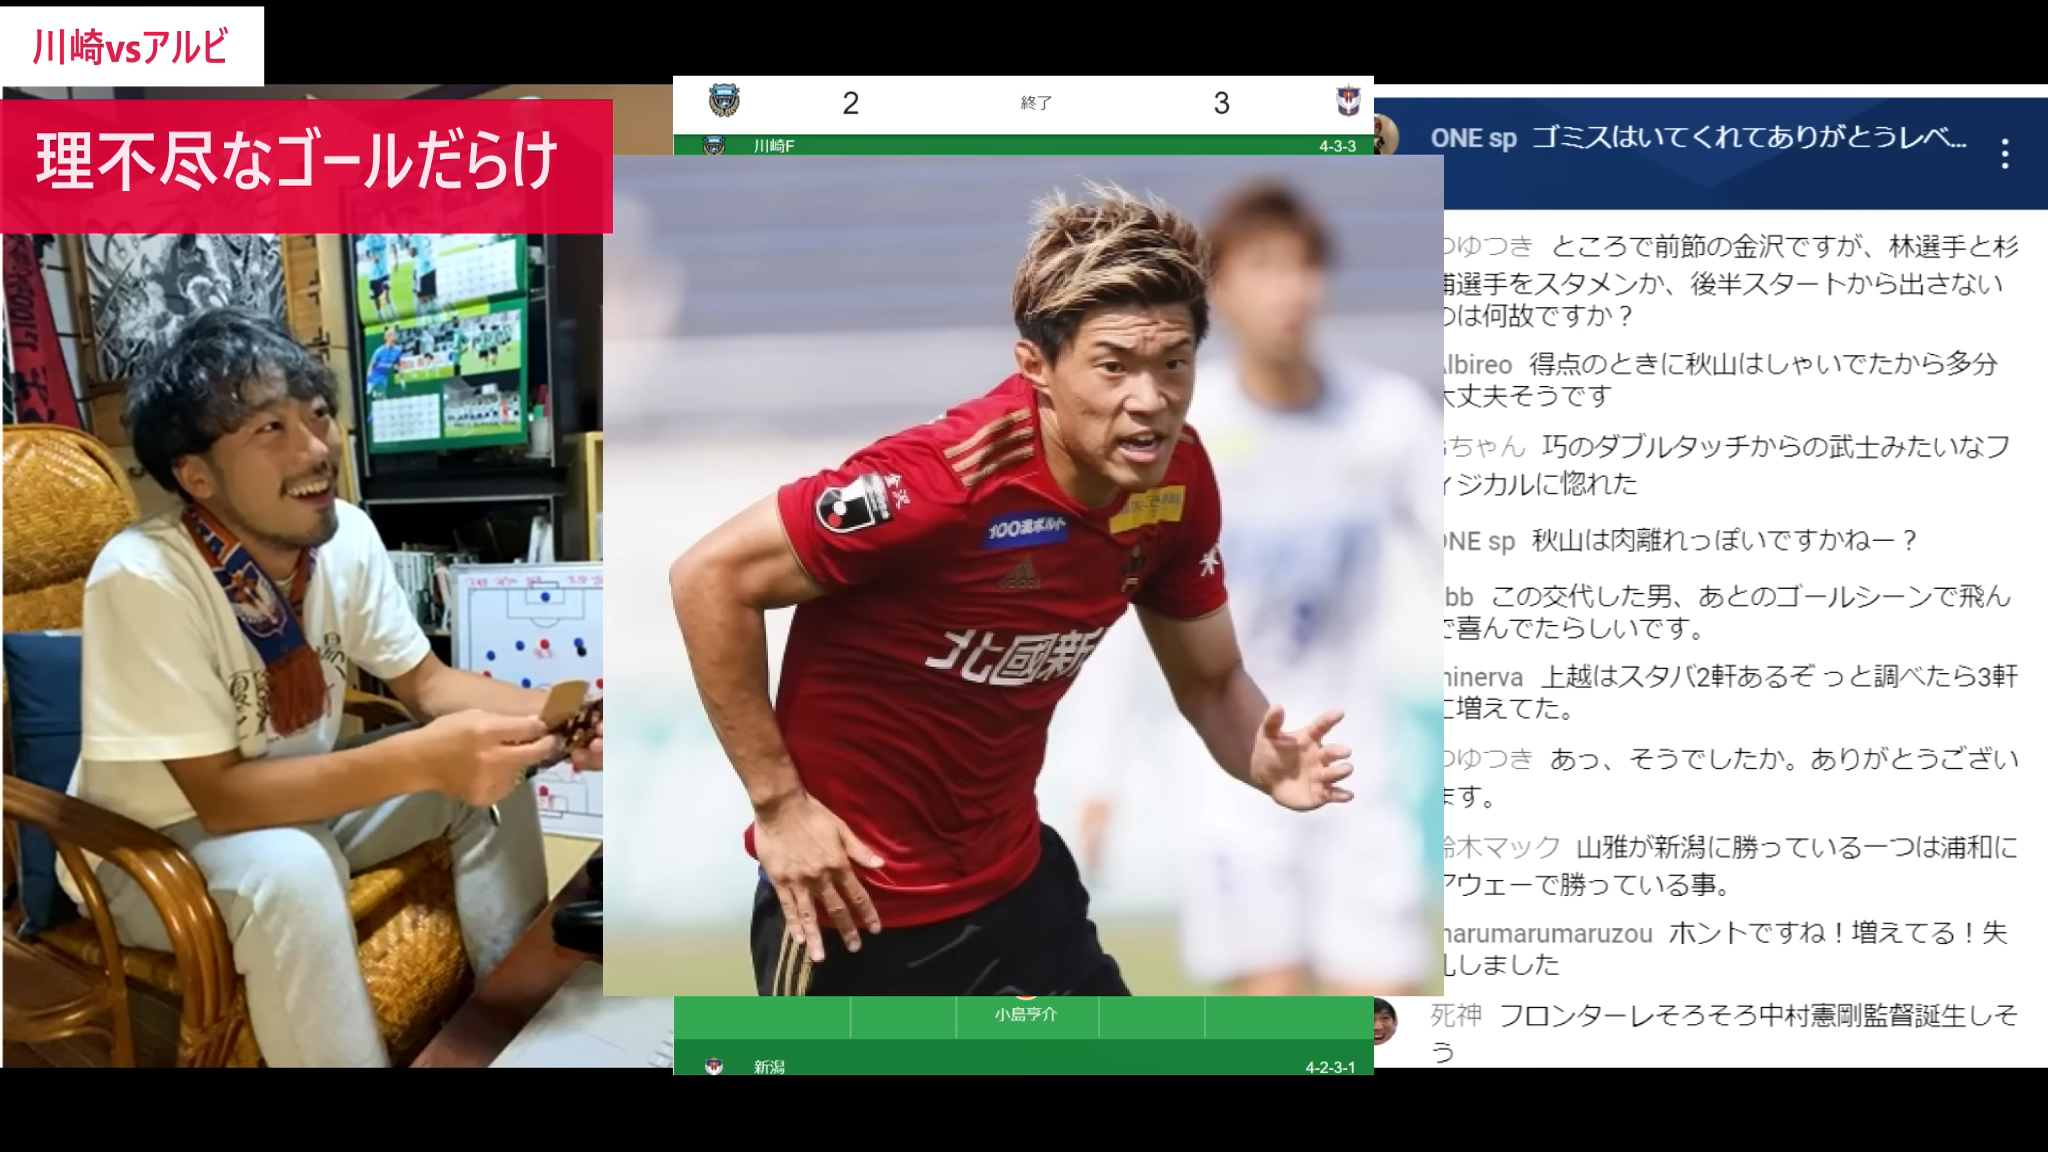 川崎vsアルビ
理不尽なゴールだらけ
2 終了 3
川崎F 4-3-3
金沢
100満ボルト
北國新
小島亨介
新潟 4-2-3-1
ONE sp ゴミスはいてくれてありがとうレベ...
ゆつき ところで前節の金沢ですが、林選手と杉
浦選手をスタメンか、後半スタートから出さない
のは何故ですか？
lbireo 得点のときに秋山はしゃいでたから多分
大丈夫そうです
ちゃん 巧のダブルタッチからの武士みたいなフ
ィジカルに惚れた
ONE sp 秋山は肉離れっぽいですかねー？
bb この交代した男、あとのゴールシーンで飛ん
で喜んでたらしいです。
minerva 上越はスタバ2軒あるぞ っと調べたら3軒
に増えてた。
ゆつき あっ、そうでしたか。ありがとうござい
ます。
鈴木マック 山雅が新潟に勝っている一つは浦和に
アウェーで勝っている事。
marumarumaruzou ホントですね！増えてる！失
礼しました
死神 フロンターレそろそろ中村憲剛監督誕生しそ
う